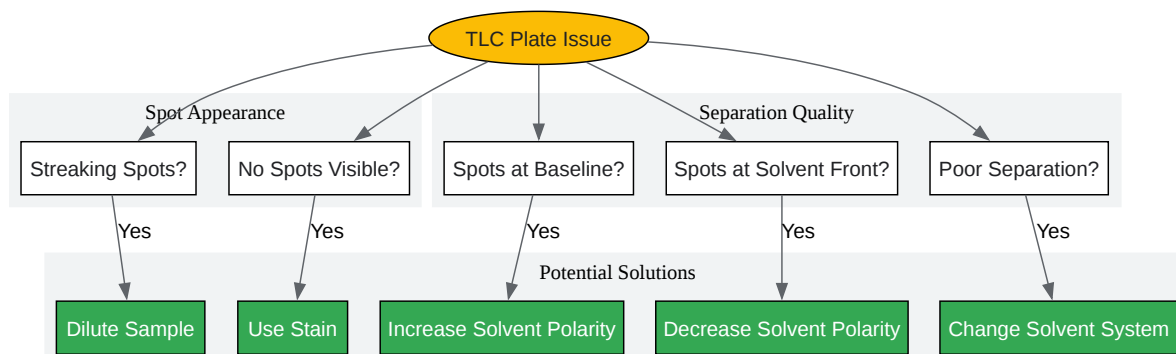 TLC Plate Issue
Spot Appearance
Separation Quality
Streaking Spots?
No Spots Visible?
Spots at Baseline?
Spots at Solvent Front?
Poor Separation?
Yes
Yes
Yes
Yes
Yes
Potential Solutions
Dilute Sample
Use Stain
Increase Solvent Polarity
Decrease Solvent Polarity
Change Solvent System